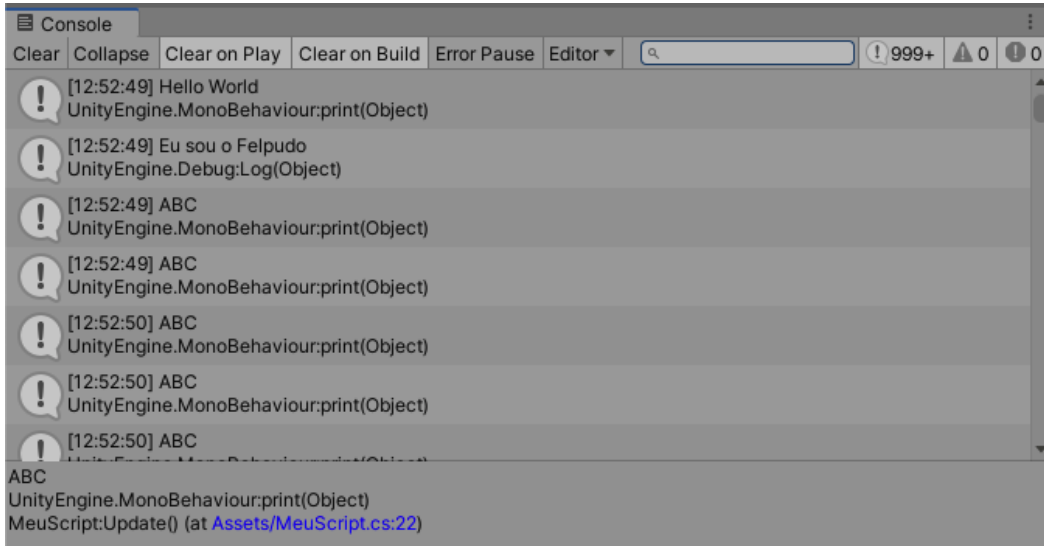 Console
Clear Collapse Clear on Play Clear on Build Error Pause Editor 999+ 0 0
[12:52:49] Hello World
UnityEngine.MonoBehaviour:print(Object)
[12:52:49] Eu sou o Felpudo
UnityEngine.Debug:Log(Object)
[12:52:49] ABC
UnityEngine.MonoBehaviour:print(Object)
[12:52:49] ABC
UnityEngine.MonoBehaviour:print(Object)
[12:52:50] ABC
UnityEngine.MonoBehaviour:print(Object)
[12:52:50] ABC
UnityEngine.MonoBehaviour:print(Object)
[12:52:50] ABC
ABC
UnityEngine.MonoBehaviour:print(Object)
MeuScript:Update() (at Assets/MeuScript.cs:22)